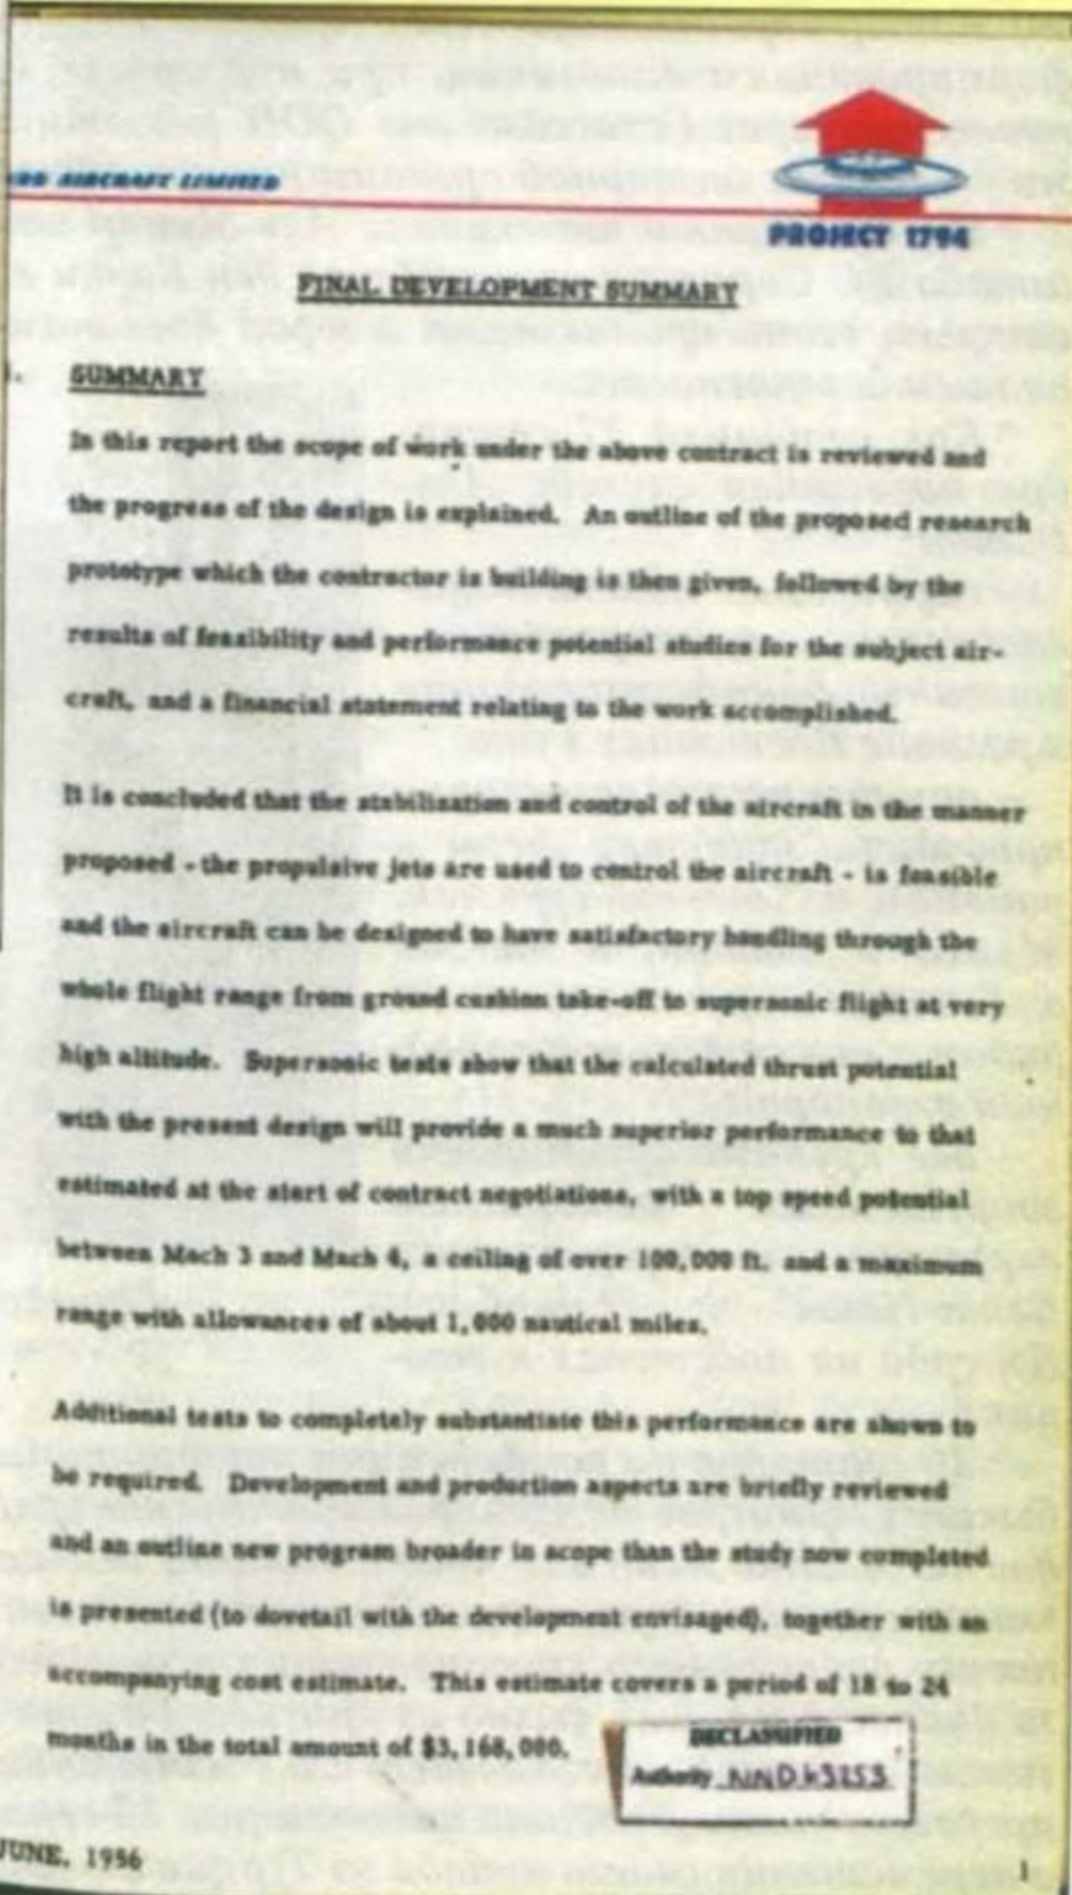 AIRCRAFT LIMITED
PROJECT 1794
FINAL DEVELOPMENT SUMMARY
SUMMARY
In this report the scope of work under the above contract is reviewed and
the progress of the design is explained. An outline of the proposed research
prototype which the contractor is building is then given, followed by the
results of feasibility and performance potential studies for the subject air-
craft, and a financial statement relating to the work accomplished.
It is concluded that the stabilization and control of the aircraft in the manner
proposed - the propulsive jets are used to control the aircraft - is feasible
and the aircraft can be designed to have satisfactory handling through the
whole flight range from ground cushion take-off to supersonic flight at very
high altitude. Supersonic tests show that the calculated thrust potential
with the present design will provide a much superior performance to that
estimated at the start of contract negotiations, with a top speed potential
between Mach 3 and Mach 4, a ceiling of over 100,000 ft. and a maximum
range with allowances of about 1,000 nautical miles.
Additional tests to completely substantiate this performance are shown to
be required. Development and production aspects are briefly reviewed
and an outline new program broader in scope than the study now completed
is presented (to dovetail with the development envisaged), together with an
accompanying cost estimate. This estimate covers a period of 18 to 24
months in the total amount of $3,168,000.
DECLASSIFIED
Authority
JUNE, 1956
1